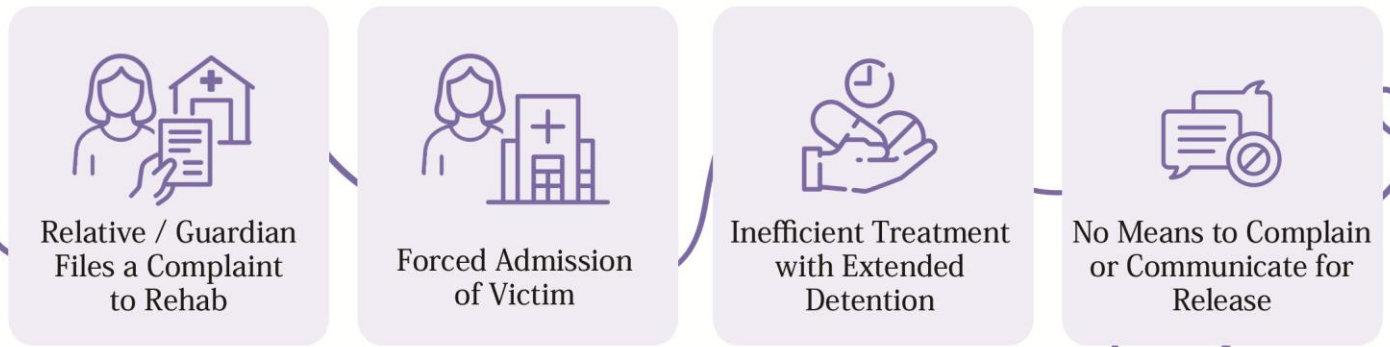 Relative / Guardian
Files a Complaint
to Rehab
Forced Admission
of Victim
Inefficient Treatment
with Extended
Detention
No Means to Complain
or Communicate for
Release